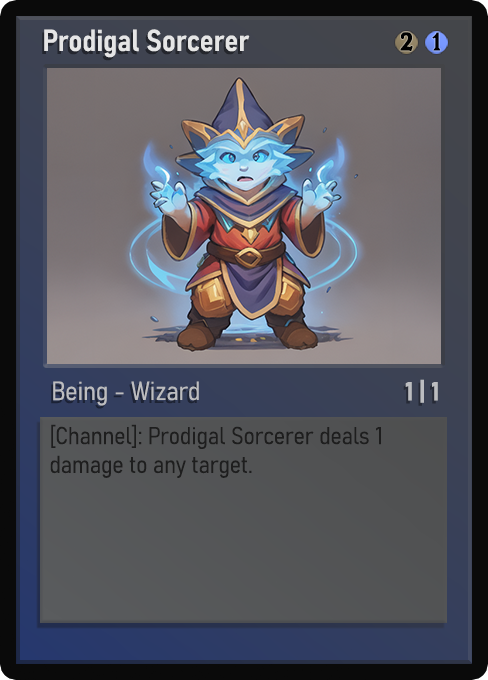 Prodigal Sorcerer 2 1
Being - Wizard 1|1
[Channel]: Prodigal Sorcerer deals 1
damage to any target.